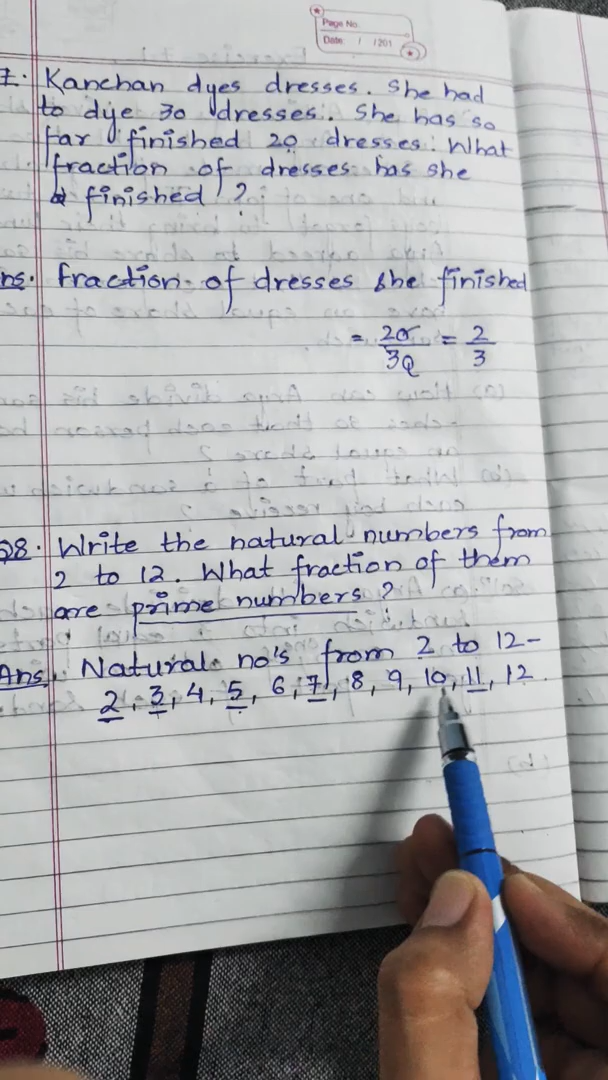 Page No.
Date: / /201
7. Kanchan dyes dresses. She had
to dye 30 dresses. She has so
far finished 20 dresses. What
fraction of dresses has she
finished ?
ns. fraction of dresses she finished
= 20/30 = 2/3
Q8. Write the natural numbers from
2 to 12. What fraction of them
are prime numbers ?
Ans. Natural no's from 2 to 12-
2, 3, 4, 5, 6, 7, 8, 9, 10, 11, 12.